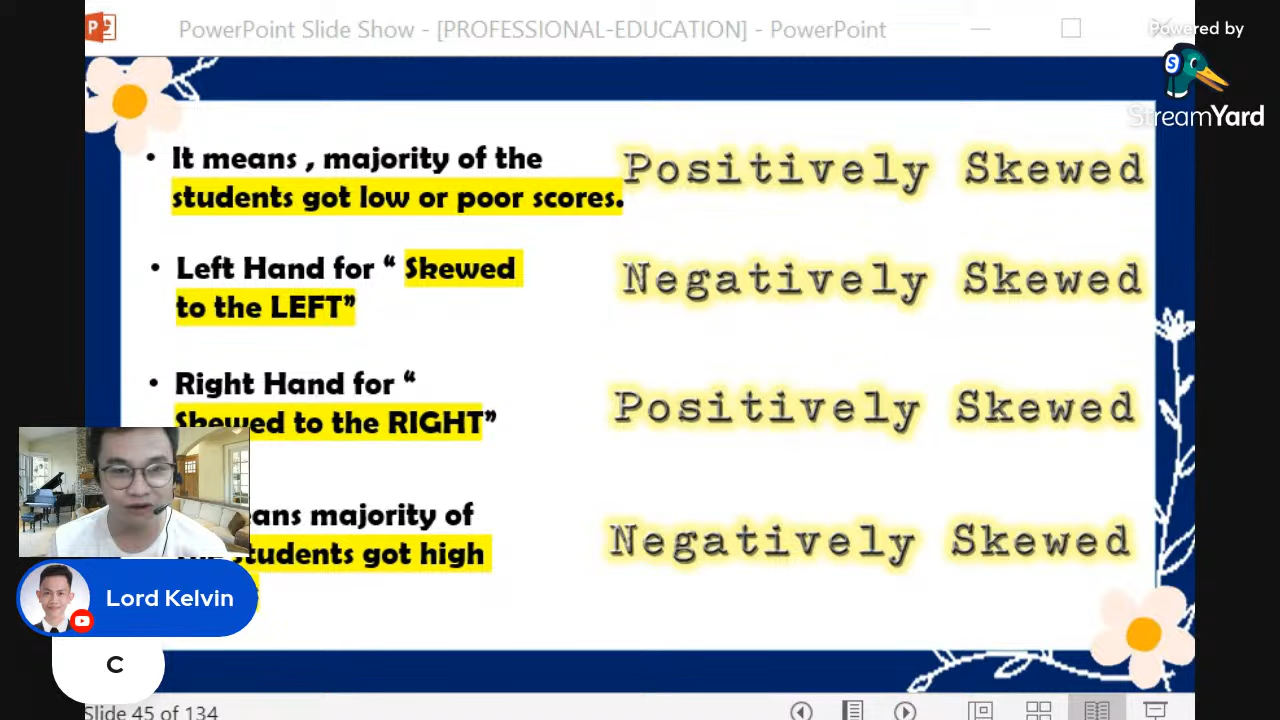 PowerPoint Slide Show - [PROFESSIONAL-EDUCATION] - PowerPoint
Powered by
StreamYard
• It means , majority of the
students got low or poor scores.
Positively Skewed
• Left Hand for “ Skewed
to the LEFT”
Negatively Skewed
• Right Hand for “
Skewed to the RIGHT”
Positively Skewed
ans majority of
students got high
Negatively Skewed
Lord Kelvin
C
Slide 45 of 134